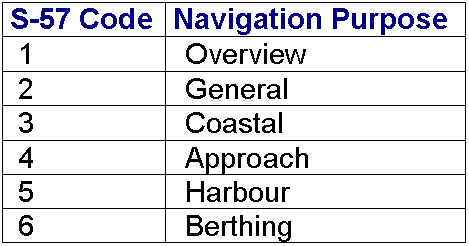 S-57 Code Navigation Purpose
1 Overview
2 General
3 Coastal
4 Approach
5 Harbour
6 Berthing